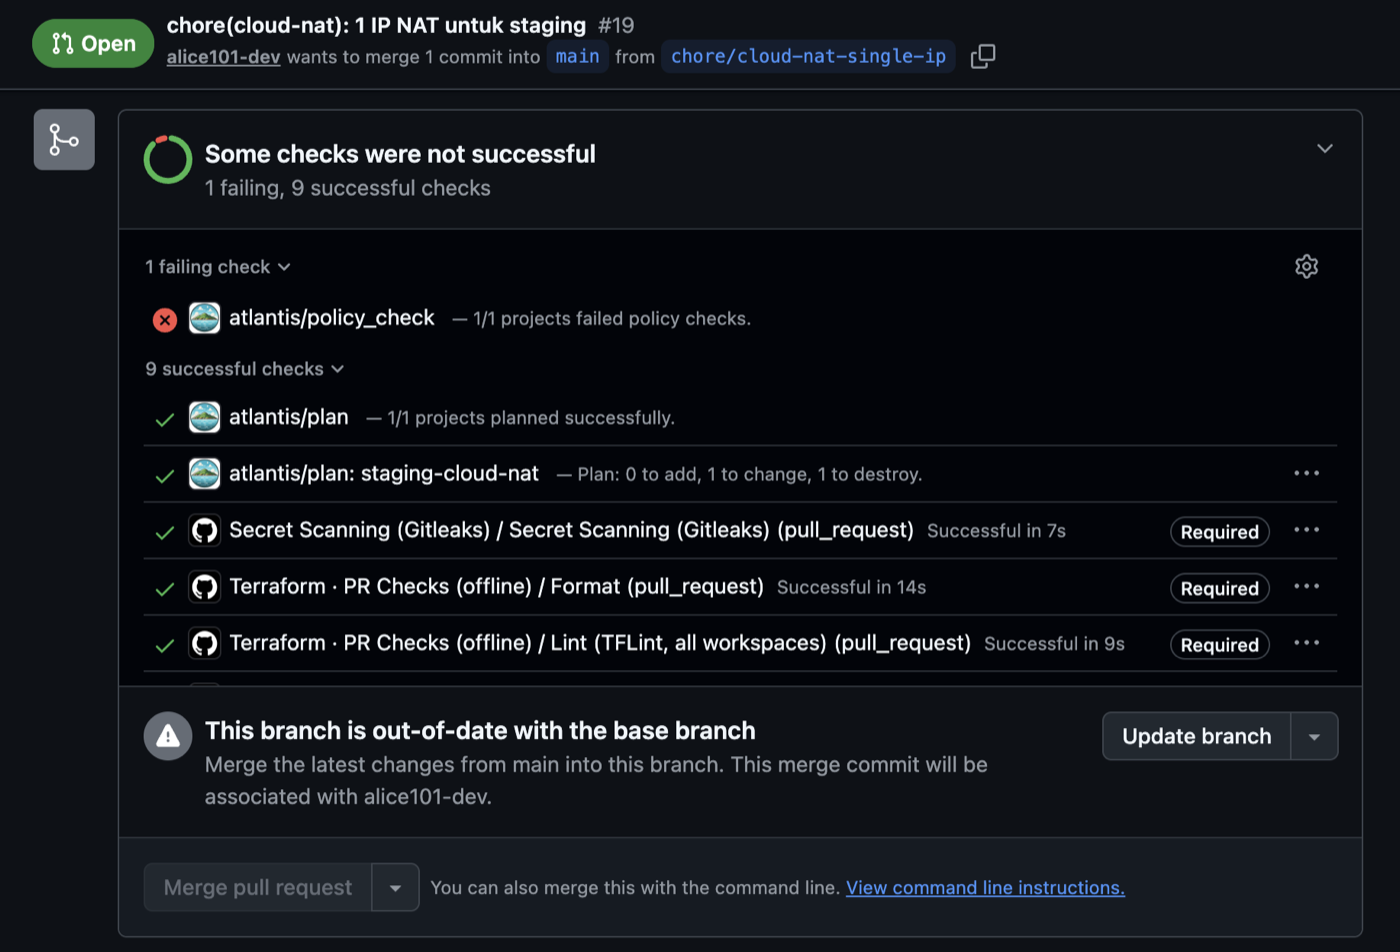 Open
chore(cloud-nat): 1 IP NAT untuk staging #19
alice101-dev wants to merge 1 commit into main from chore/cloud-nat-single-ip
Some checks were not successful
1 failing, 9 successful checks
1 failing check
atlantis/policy_check — 1/1 projects failed policy checks.
9 successful checks
atlantis/plan — 1/1 projects planned successfully.
atlantis/plan: staging-cloud-nat — Plan: 0 to add, 1 to change, 1 to destroy.
Secret Scanning (Gitleaks) / Secret Scanning (Gitleaks) (pull_request) Successful in 7s Required
Terraform · PR Checks (offline) / Format (pull_request) Successful in 14s Required
Terraform · PR Checks (offline) / Lint (TFLint, all workspaces) (pull_request) Successful in 9s Required
This branch is out-of-date with the base branch
Merge the latest changes from main into this branch. This merge commit will be
associated with alice101-dev.
Update branch
Merge pull request
You can also merge this with the command line. View command line instructions.